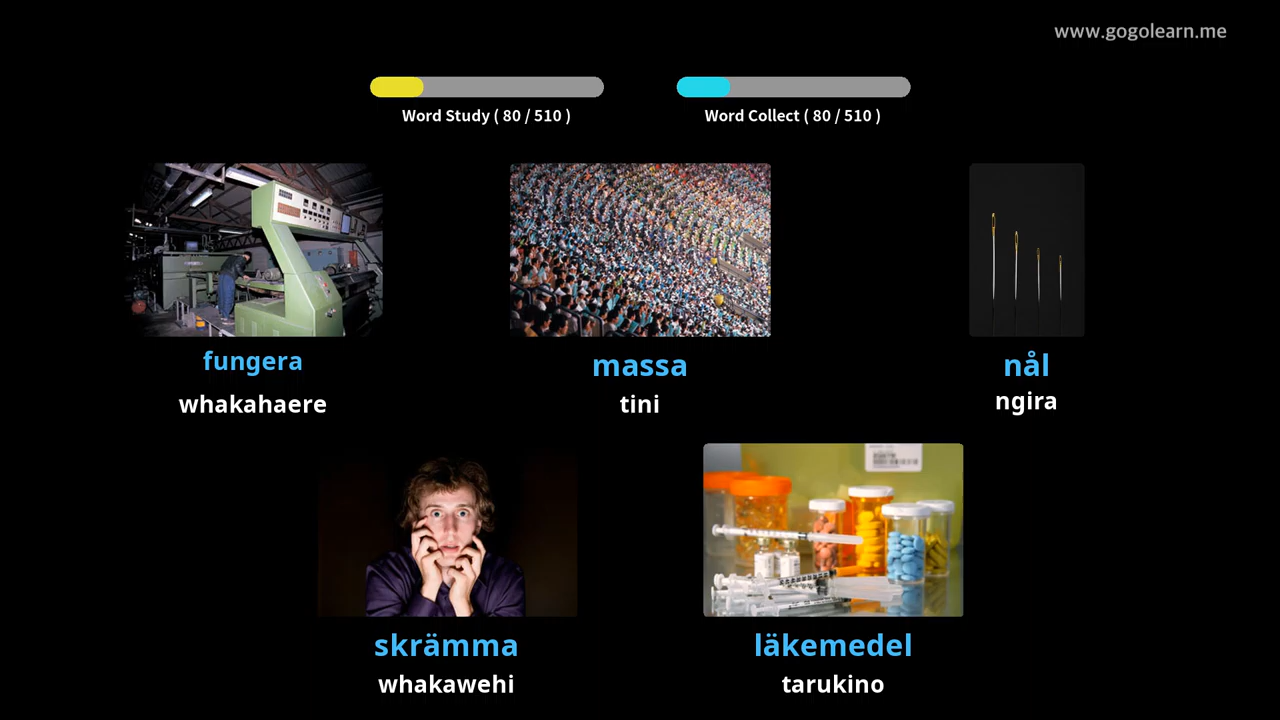 www.gogolearn.me
Word Study ( 80 / 510 )
Word Collect ( 80 / 510 )
fungera
whakahaere
massa
tini
nål
ngira
skrämma
whakawehi
läkemedel
tarukino